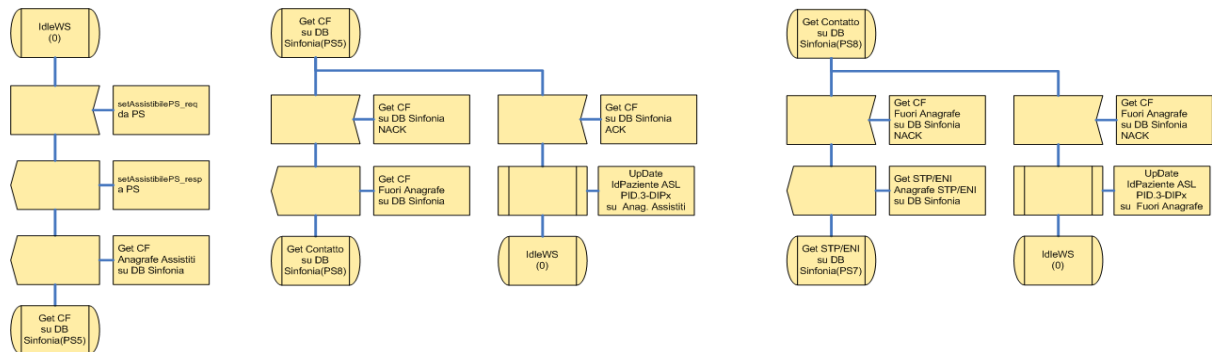 IdleWS
(0)
setAssistibilePS_req
da PS
setAssistibilePS_resp
a PS
Get CF
Anagrafe Assistiti
su DB Sinfonia
Get CF
su DB
Sinfonia(PS5)
Get CF
su DB
Sinfonia(PS5)
Get CF
su DB Sinfonia
NACK
Get CF
su DB Sinfonia
ACK
Get CF
Fuori Anagrafe
su DB Sinfonia
UpDate
IdPaziente ASL
PID.3-DIPx
su Anag. Assistiti
Get Contatto
su DB
Sinfonia(PS8)
IdleWS
(0)
Get Contatto
su DB
Sinfonia(PS8)
Get CF
Fuori Anagrafe
su DB Sinfonia
NACK
Get CF
Fuori Anagrafe
su DB Sinfonia
NACK
Get STP/ENI
Anagrafe STP/ENI
su DB Sinfonia
UpDate
IdPaziente ASL
PID.3-DIPx
su Fuori Anagrafe
Get STP/ENI
su DB
Sinfonia(PS7)
IdleWS
(0)